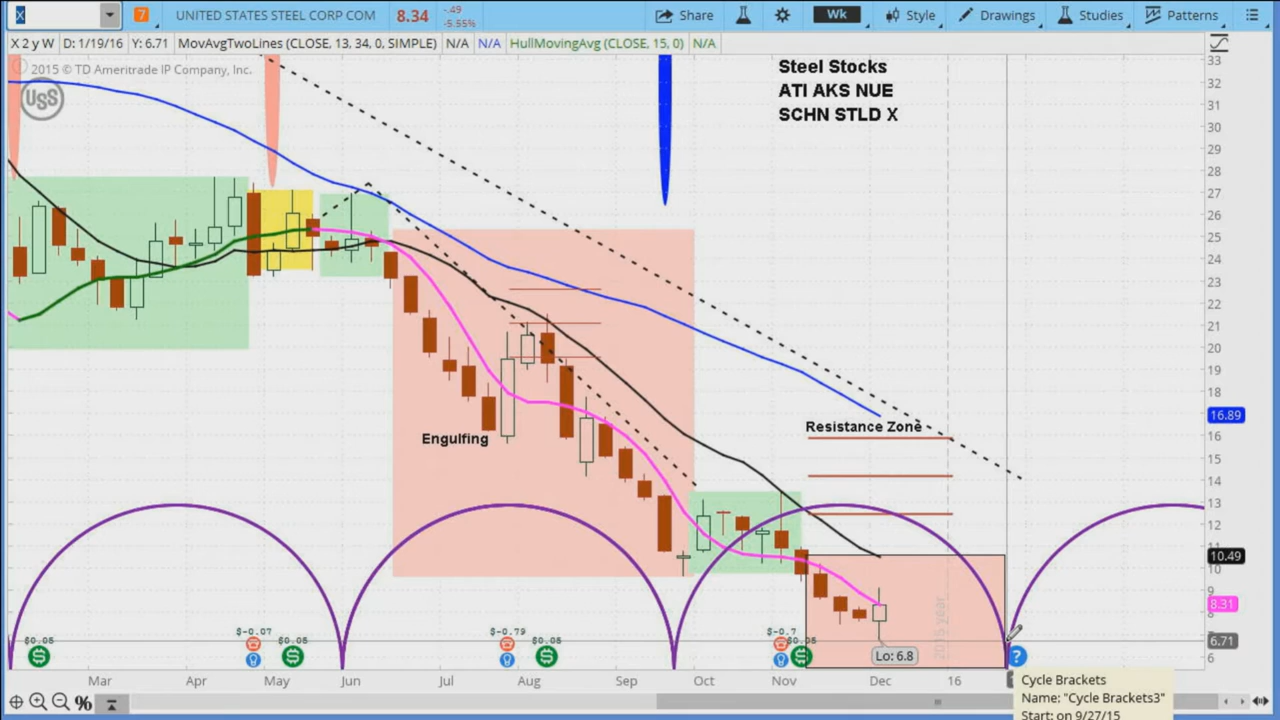 X
7
UNITED STATES STEEL CORP COM
8.34
-.49
-5.55%
Share
Wk
Style
Drawings
Studies
Patterns
X 2 y W
D: 1/19/16
Y: 6.71
MovAvgTwoLines (CLOSE, 13, 34, 0, SIMPLE)
N/A
N/A
HullMovingAvg (CLOSE, 15, 0)
N/A
2015 © TD Ameritrade IP Company, Inc.
USS
Steel Stocks
ATI AKS NUE
SCHN STLD X
33
32
31
30
29
28
27
26
25
24
23
22
21
20
19
18
16.89
16
15
14
13
12
11
10.49
10
9
8.31
8
6.71
6
Resistance Zone
Engulfing
2015 year
$0.05
$-0.07
$0.05
$-0.79
$0.05
$-0.7
$0.05
Lo: 6.8
?
Mar
Apr
May
Jun
Jul
Aug
Sep
Oct
Nov
Dec
16
Cycle Brackets
Name: "Cycle Brackets3"
Start: on 9/27/15
%